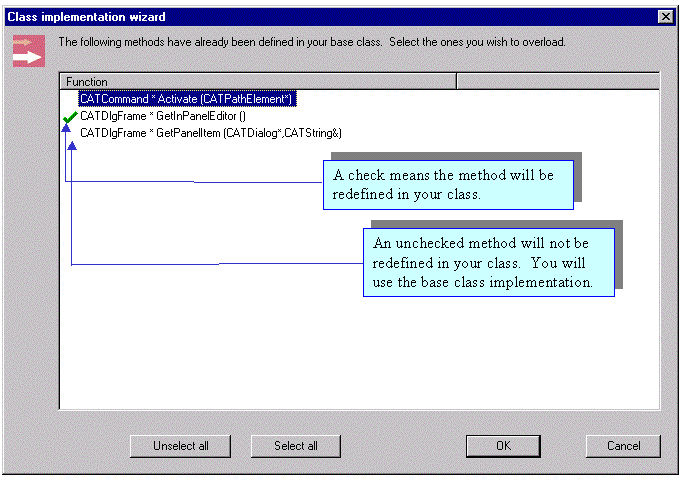 Class implementation wizard
The following methods have already been defined in your base class.  Select the ones you wish to overload.
Function
CATCommand * Activate (CATPathElement*)
CATDlgFrame * GetInPanelEditor ()
CATDlgFrame * GetPanelItem (CATDialog*,CATString&)
A check means the method will be
redefined in your class.
An unchecked method will not be
redefined in your class.  You will
use the base class implementation.
Unselect all
Select all
OK
Cancel